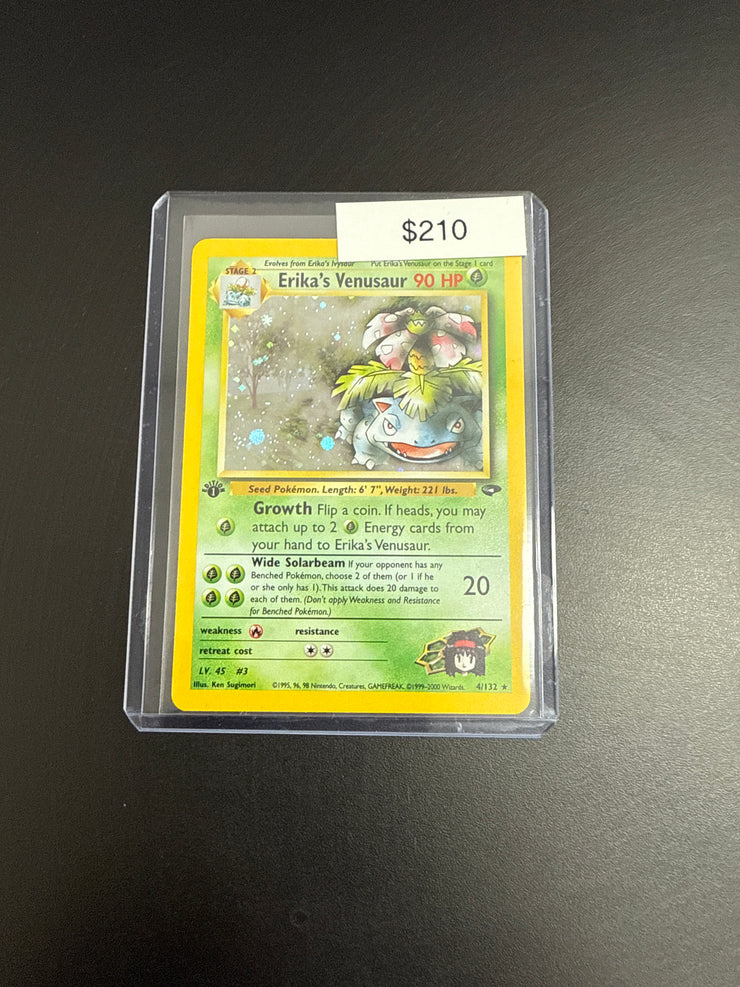 $210
Evolves from Erika's Ivysaur Put Erika's Venusaur on the Stage 1 card
STAGE 2
Erika's Venusaur 90 HP
EDITION
1
Seed Pokémon. Length: 6' 7", Weight: 221 lbs.
Growth Flip a coin. If heads, you may
attach up to 2 Energy cards from
your hand to Erika's Venusaur.
Wide Solarbeam If your opponent has any
Benched Pokémon, choose 2 of them (or 1 if he
or she only has 1). This attack does 20 damage to
each of them. (Don't apply Weakness and Resistance
for Benched Pokémon.)
20
weakness resistance
retreat cost
LV. 45 #3
Illus. Ken Sugimori ©1995, 96, 98 Nintendo, Creatures, GAMEFREAK. ©1999-2000 Wizards. 4/132 ★